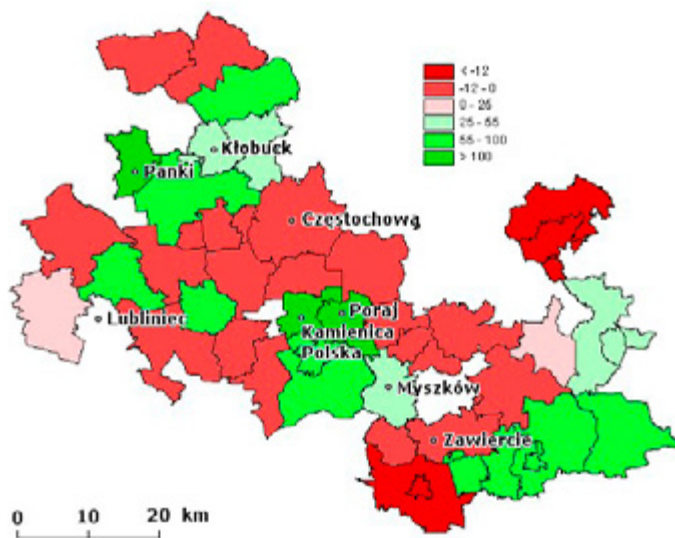 < -12
-12 - 0
0 - 25
25 - 55
55 - 100
> 100
Kłobuck
Panki
Częstochowa
Lubliniec
Poraj
Kamienica
Polska
Myszków
Zawiercie
0 10 20 km